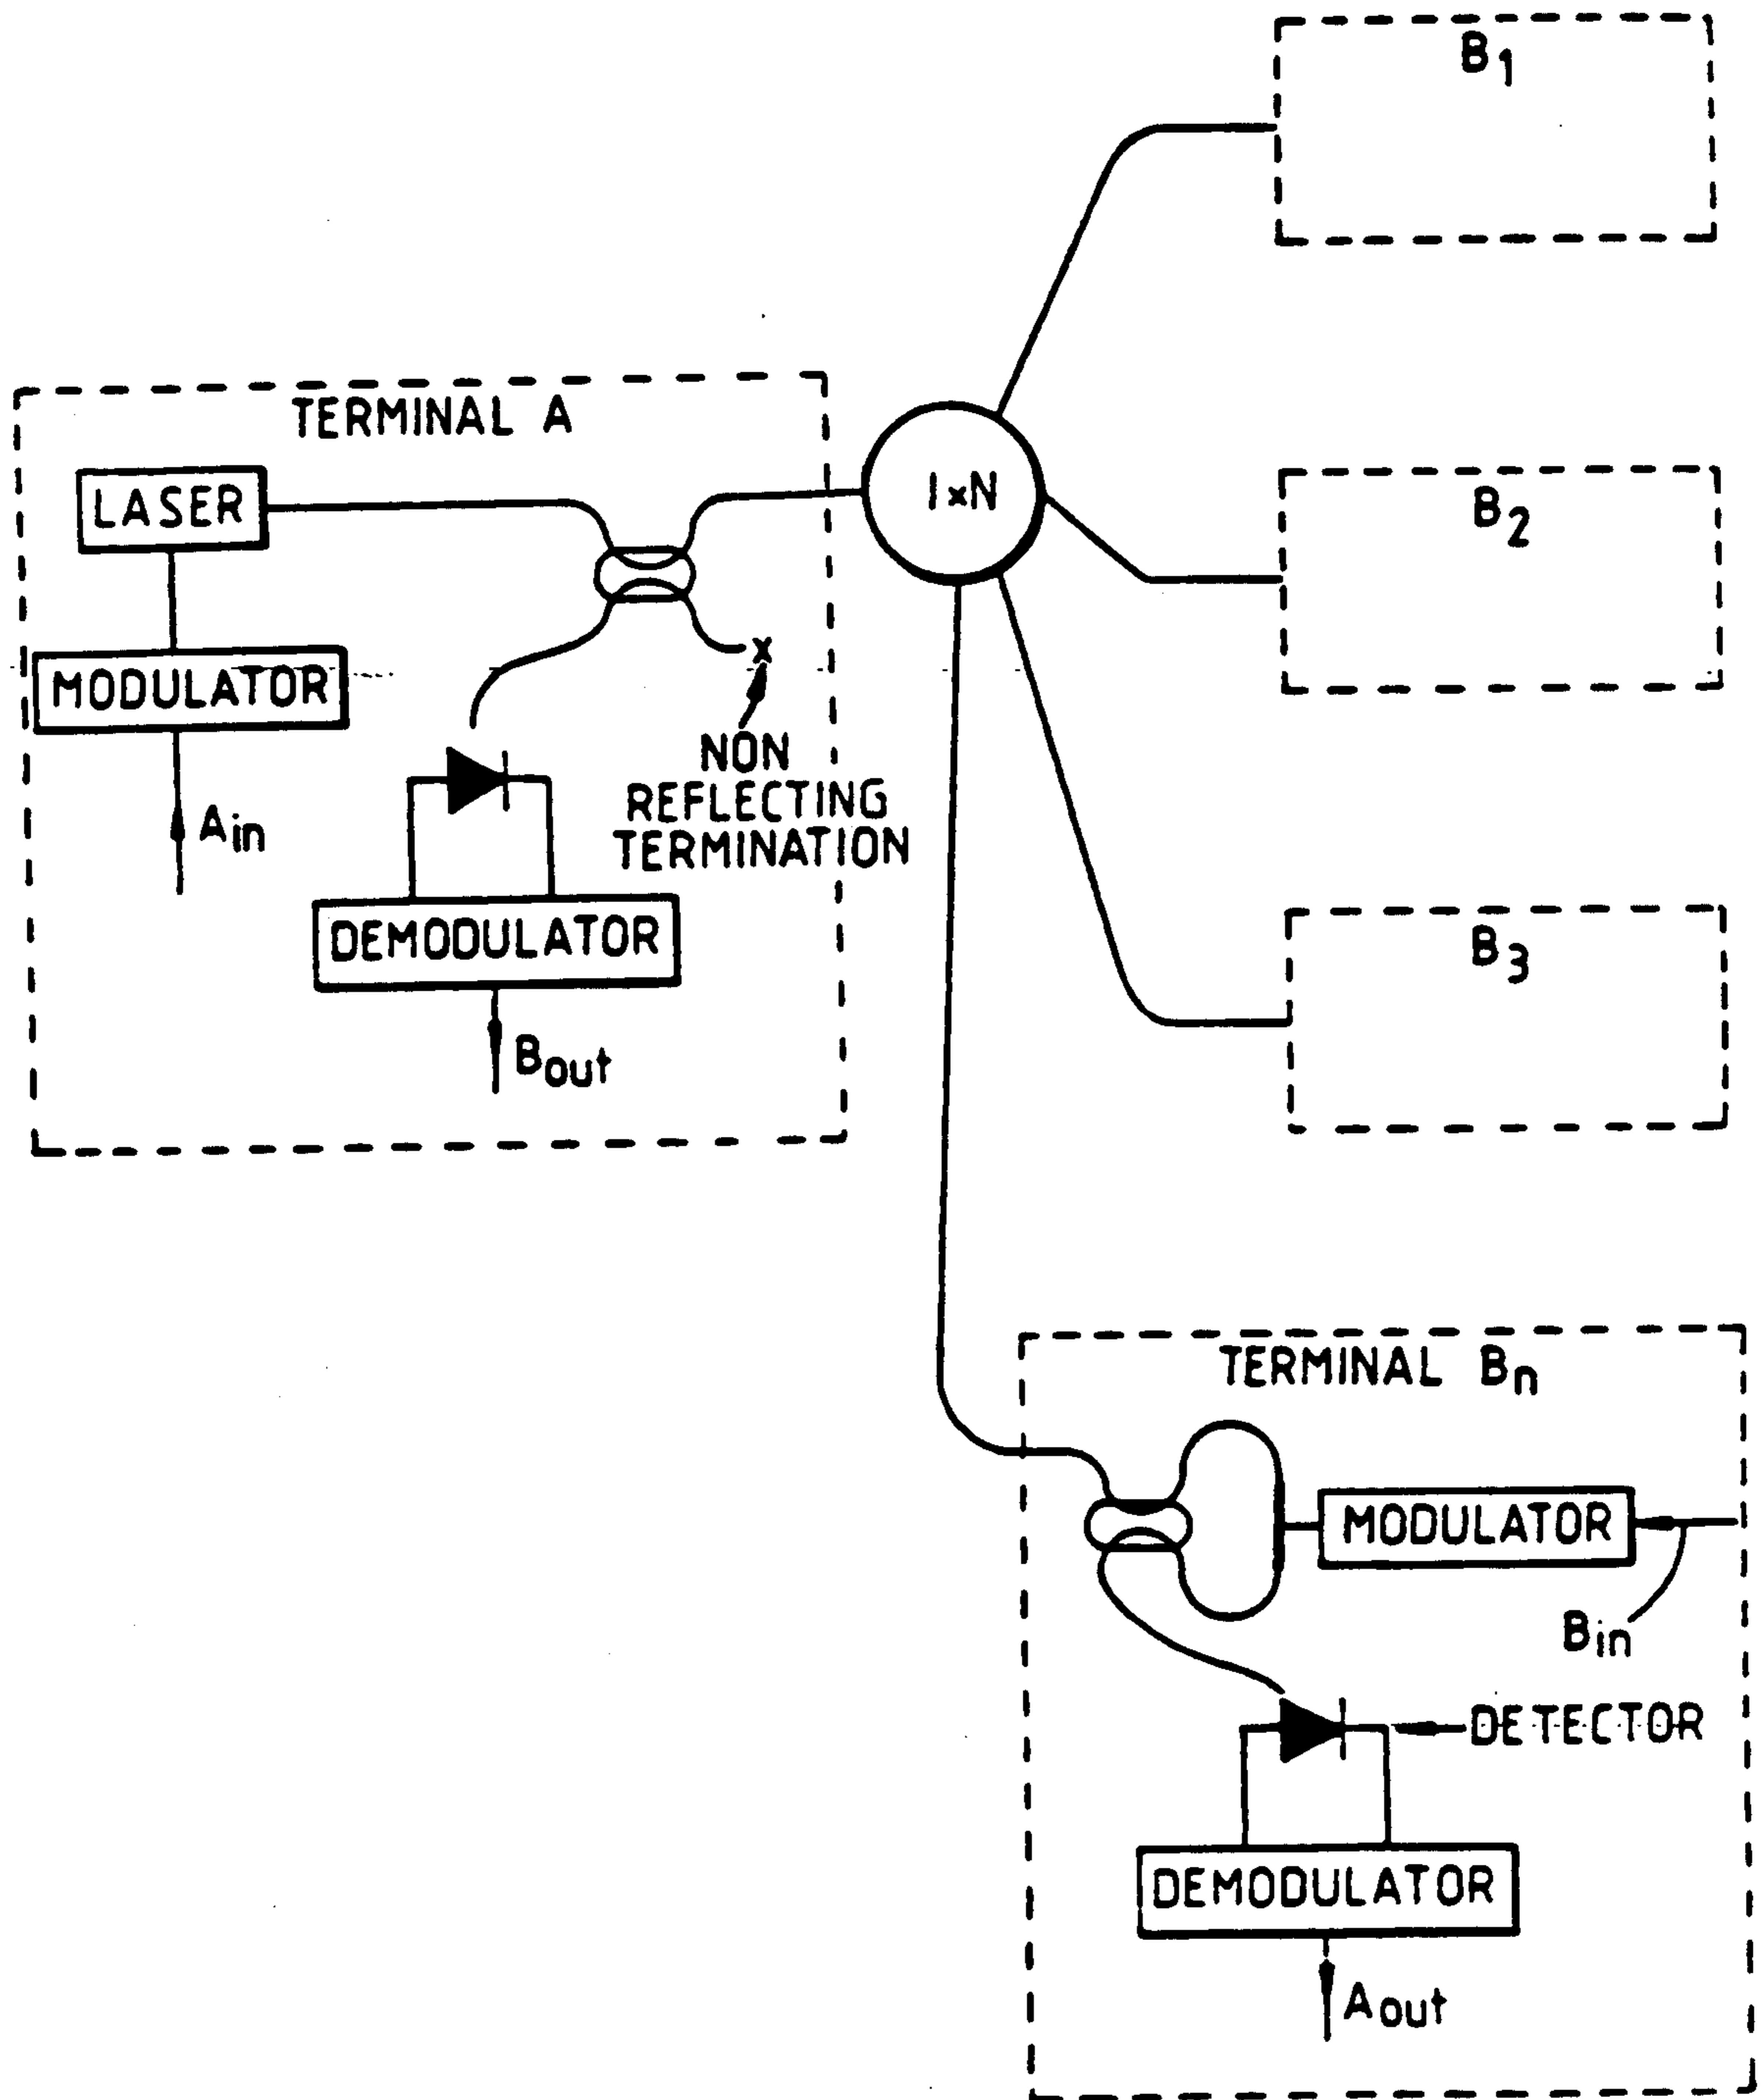 B1
TERMINAL A
LASER
1xN
B2
MODULATOR
NON
REFLECTING
TERMINATION
Ain
DEMODULATOR
B3
Bout
TERMINAL Bn
MODULATOR
Bin
DETECTOR
DEMODULATOR
Aout